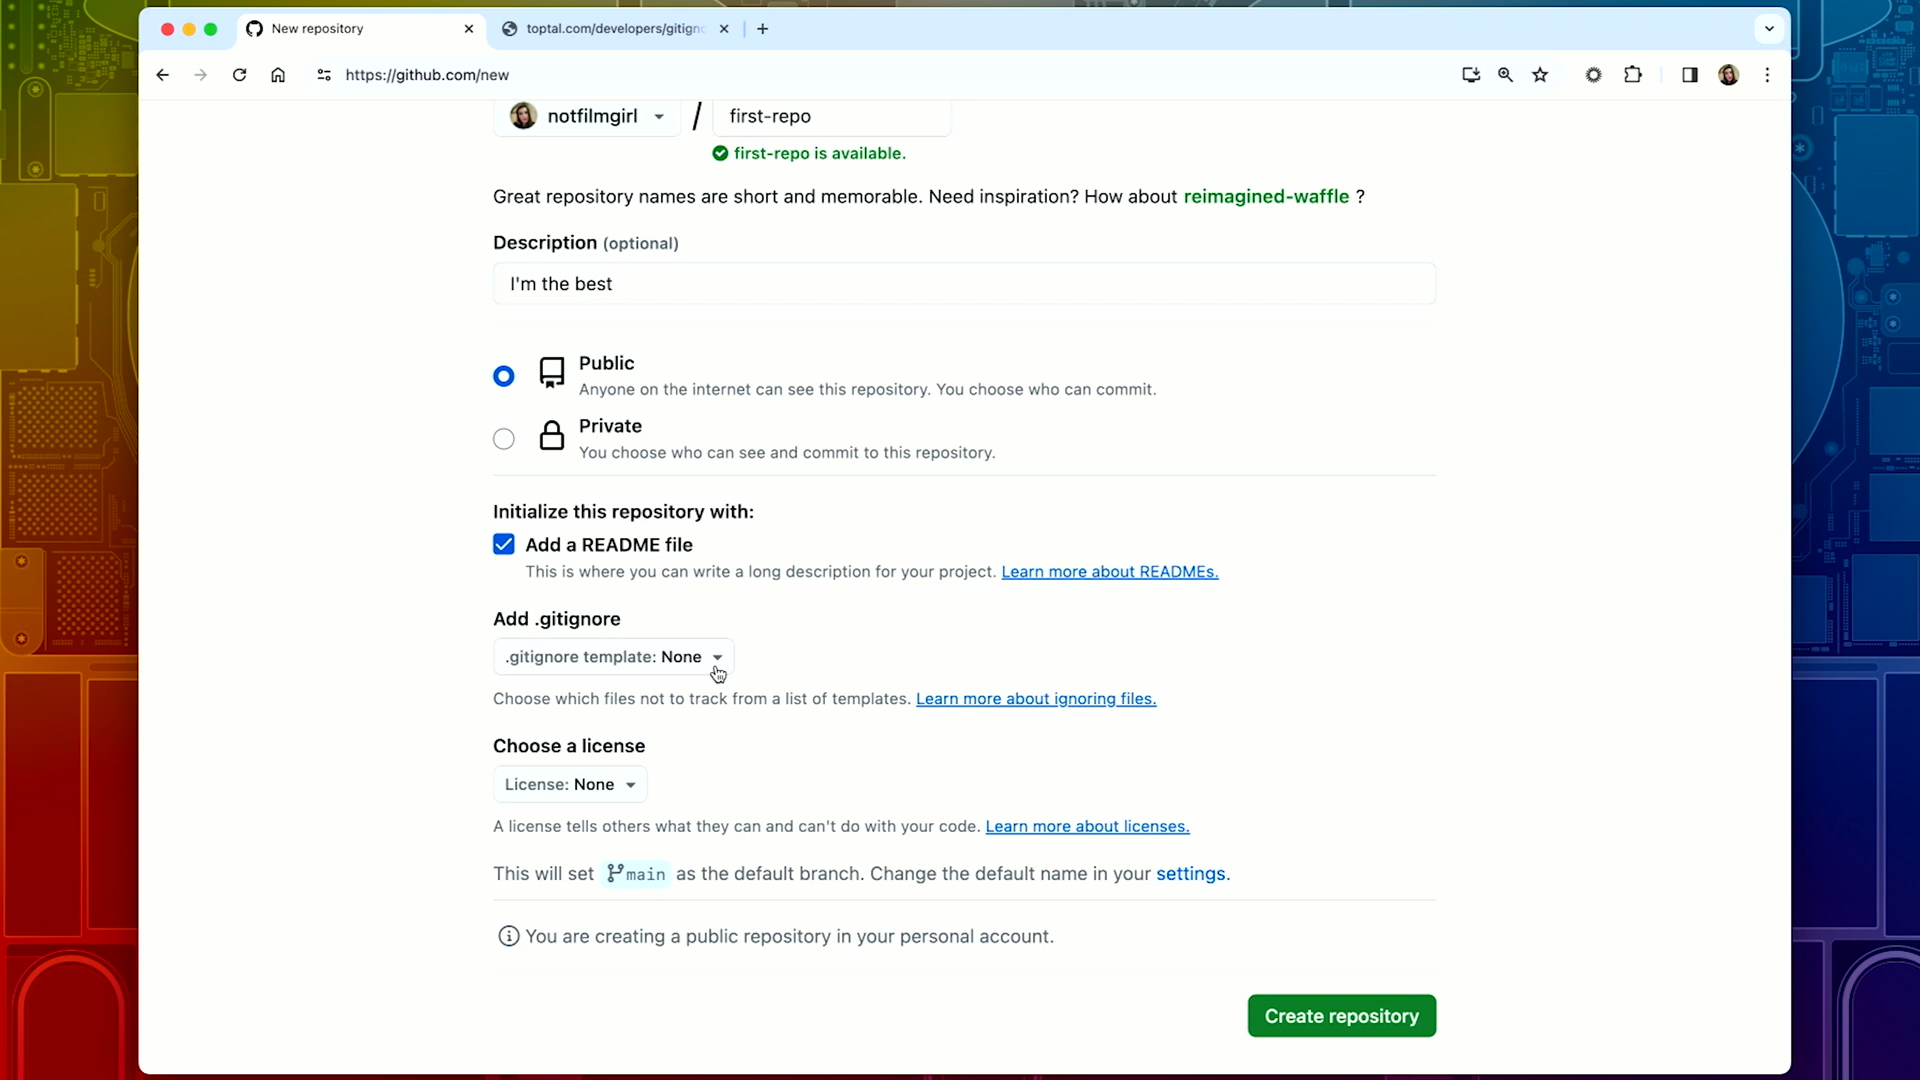 New repository
toptal.com/developers/gitign
https://github.com/new
notfilmgirl / first-repo
first-repo is available.
Great repository names are short and memorable. Need inspiration? How about reimagined-waffle ?
Description (optional)
I'm the best
Public
Anyone on the internet can see this repository. You choose who can commit.
Private
You choose who can see and commit to this repository.
Initialize this repository with:
Add a README file
This is where you can write a long description for your project. Learn more about READMEs.
Add .gitignore
.gitignore template: None
Choose which files not to track from a list of templates. Learn more about ignoring files.
Choose a license
License: None
A license tells others what they can and can't do with your code. Learn more about licenses.
This will set main as the default branch. Change the default name in your settings.
You are creating a public repository in your personal account.
Create repository